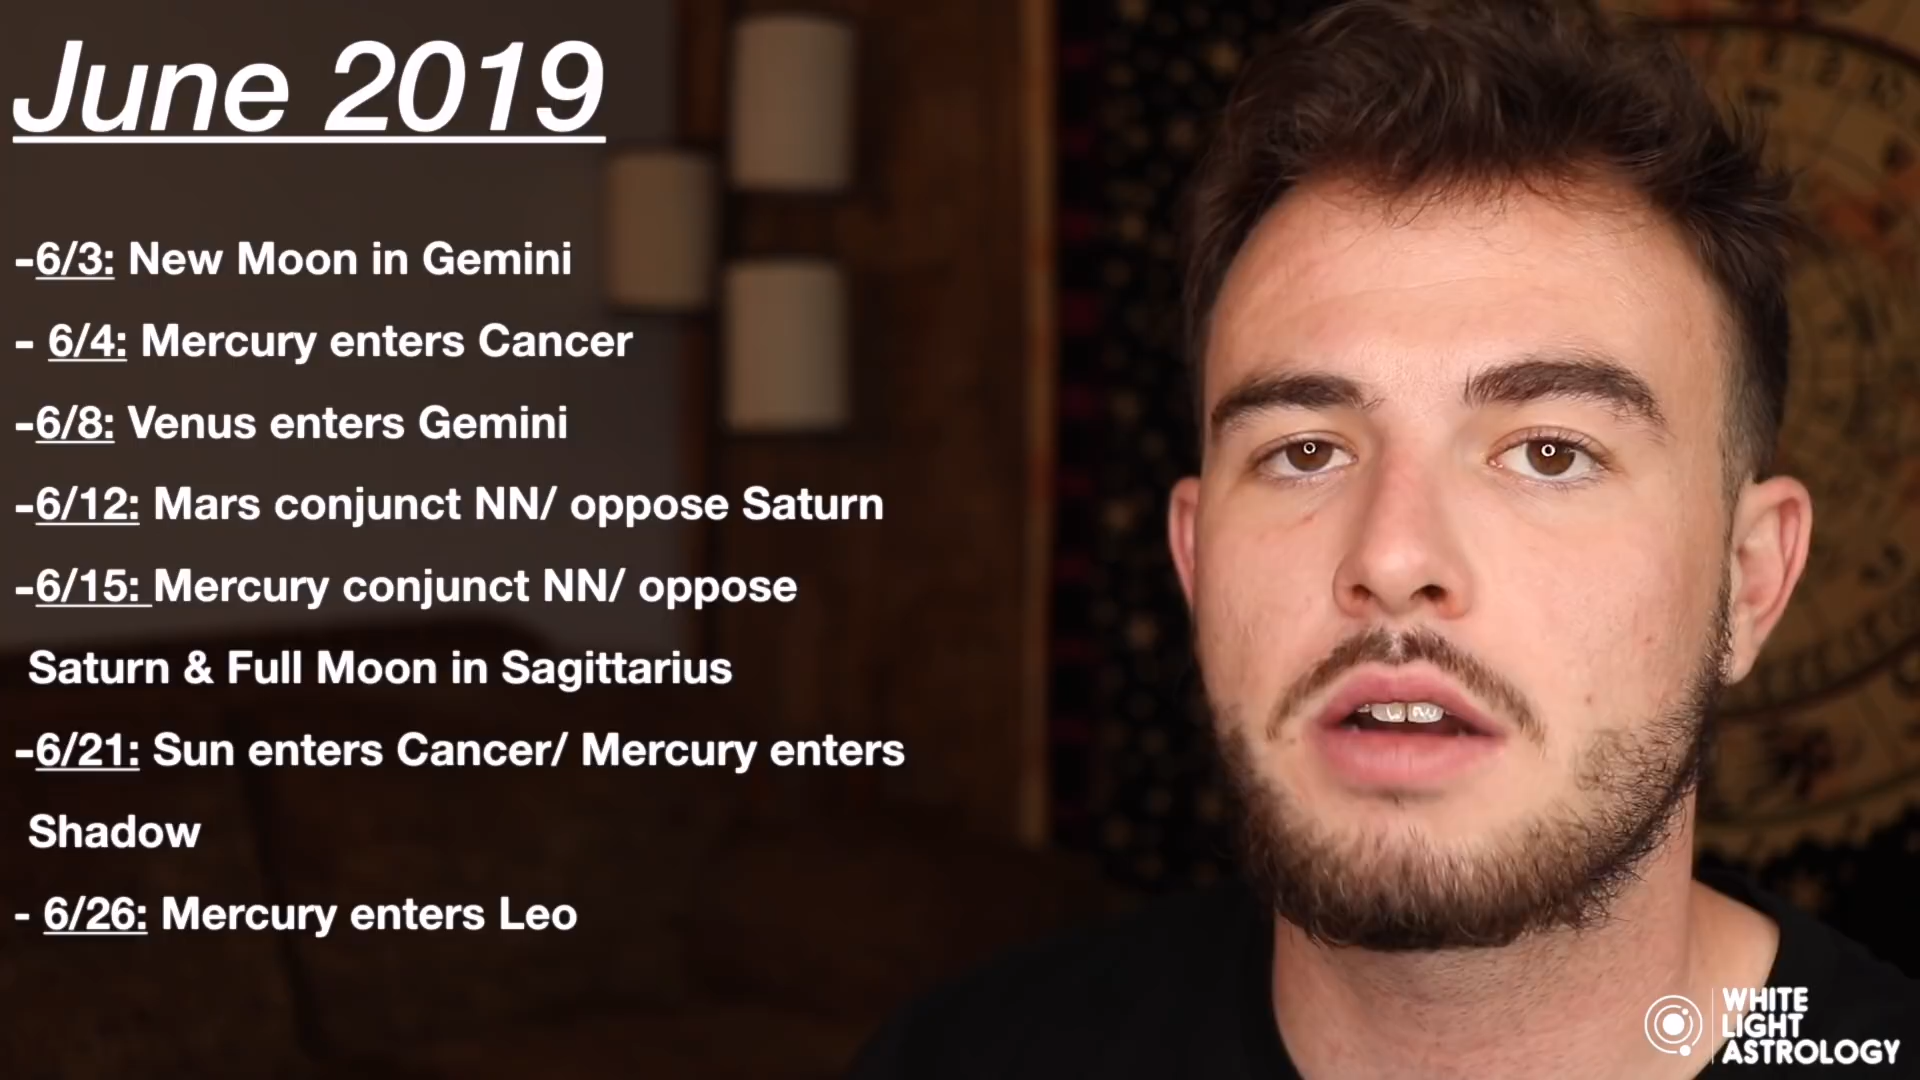 June 2019
-6/3: New Moon in Gemini
- 6/4: Mercury enters Cancer
-6/8: Venus enters Gemini
-6/12: Mars conjunct NN/ oppose Saturn
-6/15: Mercury conjunct NN/ oppose
Saturn & Full Moon in Sagittarius
-6/21: Sun enters Cancer/ Mercury enters
Shadow
- 6/26: Mercury enters Leo
WHITE
LIGHT
ASTROLOGY